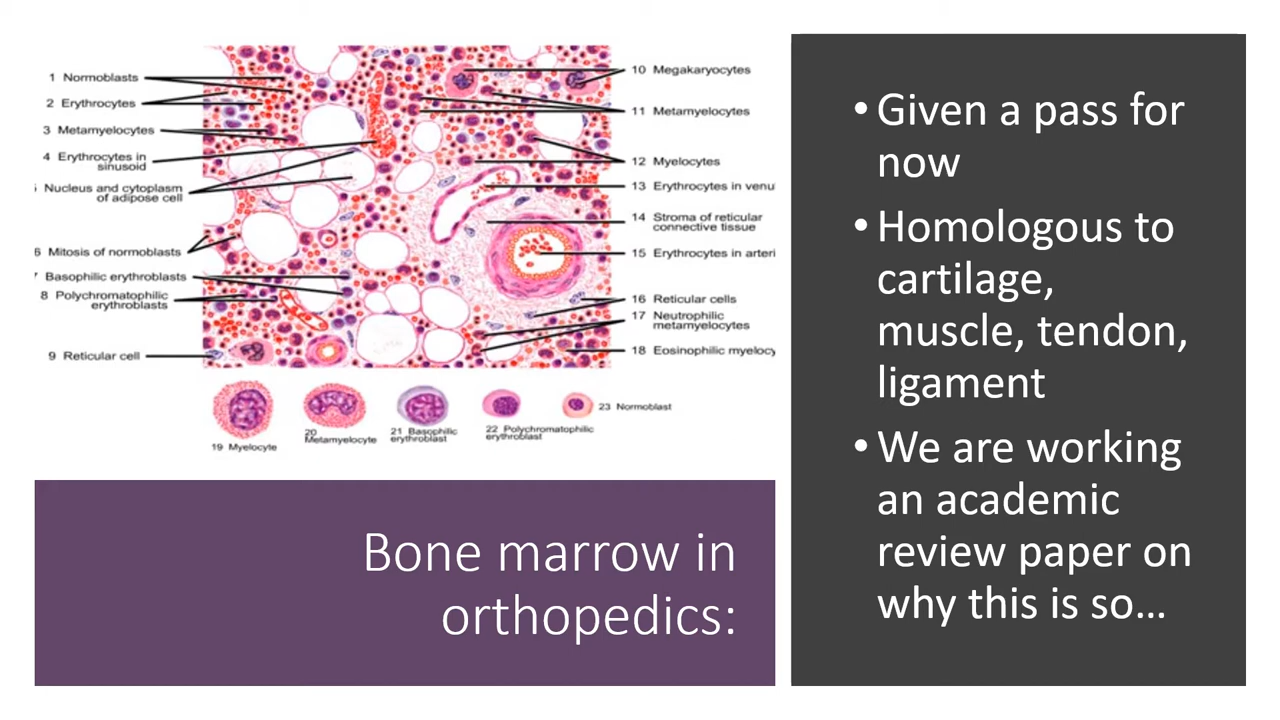 1 Normoblasts
2 Erythrocytes
3 Metamyelocytes
4 Erythrocytes in
sinusoid
Nucleus and cytoplasm
of adipose cell
6 Mitosis of normoblasts
Basophilic erythroblasts
8 Polychromatophilic
erythroblasts
9 Reticular cell
10 Megakaryocytes
11 Metamyelocytes
12 Myelocytes
13 Erythrocytes in venu
14 Stroma of reticular
connective tissue
15 Erythrocytes in arteri
16 Reticular cells
17 Neutrophilic
metamyelocytes
18 Eosinophilic myelocy
19 Myelocyte
20
Metamyelocyte
21 Basophilic
erythroblast
22 Polychromatophilic
erythroblast
23 Normoblast
Bone marrow in
orthopedics:
• Given a pass for
now
• Homologous to
cartilage,
muscle, tendon,
ligament
• We are working
an academic
review paper on
why this is so…